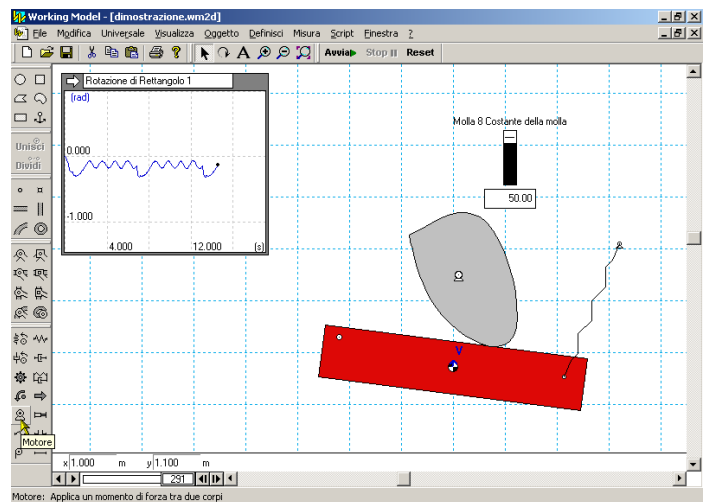 Working Model - [dimostrazione.wm2d]
File Modifica Universale Visualizza Oggetto Definisci Misura Script Finestra ?
Avvia Stop Reset
Rotazione di Rettangolo 1
(rad)
0.000
-1.000
4.000 12.000 (s)
Molla 8 Costante della molla
50.00
Unisci
Dividi
V
Motore
x 1.000 m y 1.100 m
291
Motore: Applica un momento di forza tra due corpi